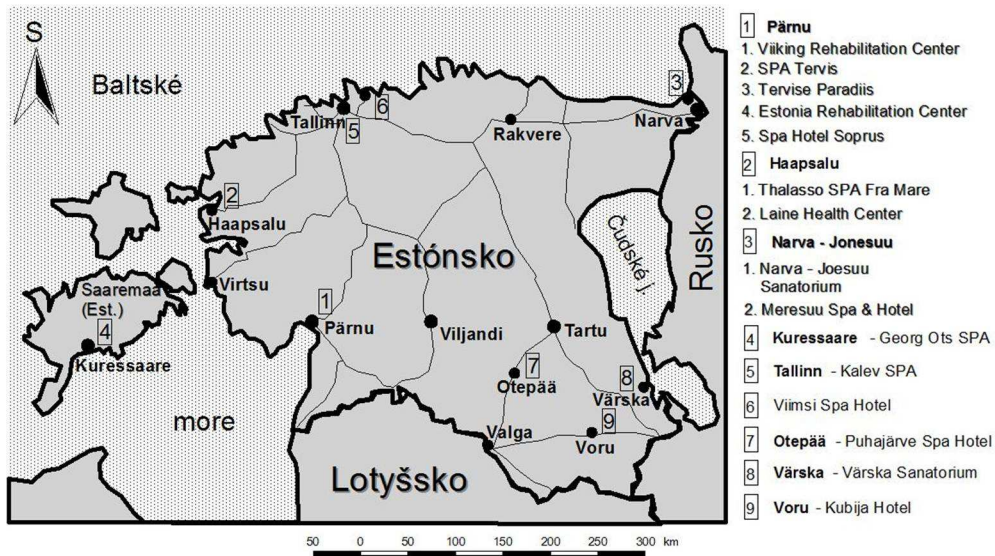 S
Baltské
more
Tallinn
5
6
Rakvere
3
Narva
2
Haapsalu
Virtsu
Saaremaa
(Est.)
4
Kuressaare
Estónsko
Čudské j.
Rusko
1
Pärnu
Viljandi
Tartu
7
Otepää
8
Värska
9
Voru
Valga
Lotyšsko
50 0 50 100 150 200 250 300 km
1 Pärnu
1. Viiking Rehabilitation Center
2. SPA Tervis
3. Tervise Paradiis
4. Estonia Rehabilitation Center
5. Spa Hotel Soprus
2 Haapsalu
1. Thalasso SPA Fra Mare
2. Laine Health Center
3 Narva - Jonesuu
1. Narva - Joesuu
Sanatorium
2. Meresuu Spa & Hotel
4 Kuressaare - Georg Ots SPA
5 Tallinn - Kalev SPA
6 Viimsi Spa Hotel
7 Otepää - Puhajärve Spa Hotel
8 Värska - Värska Sanatorium
9 Voru - Kubija Hotel